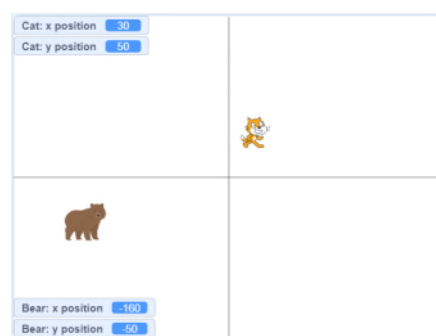 Cat: x position 30
Cat: y position 50
Bear: x position -160
Bear: y position -50